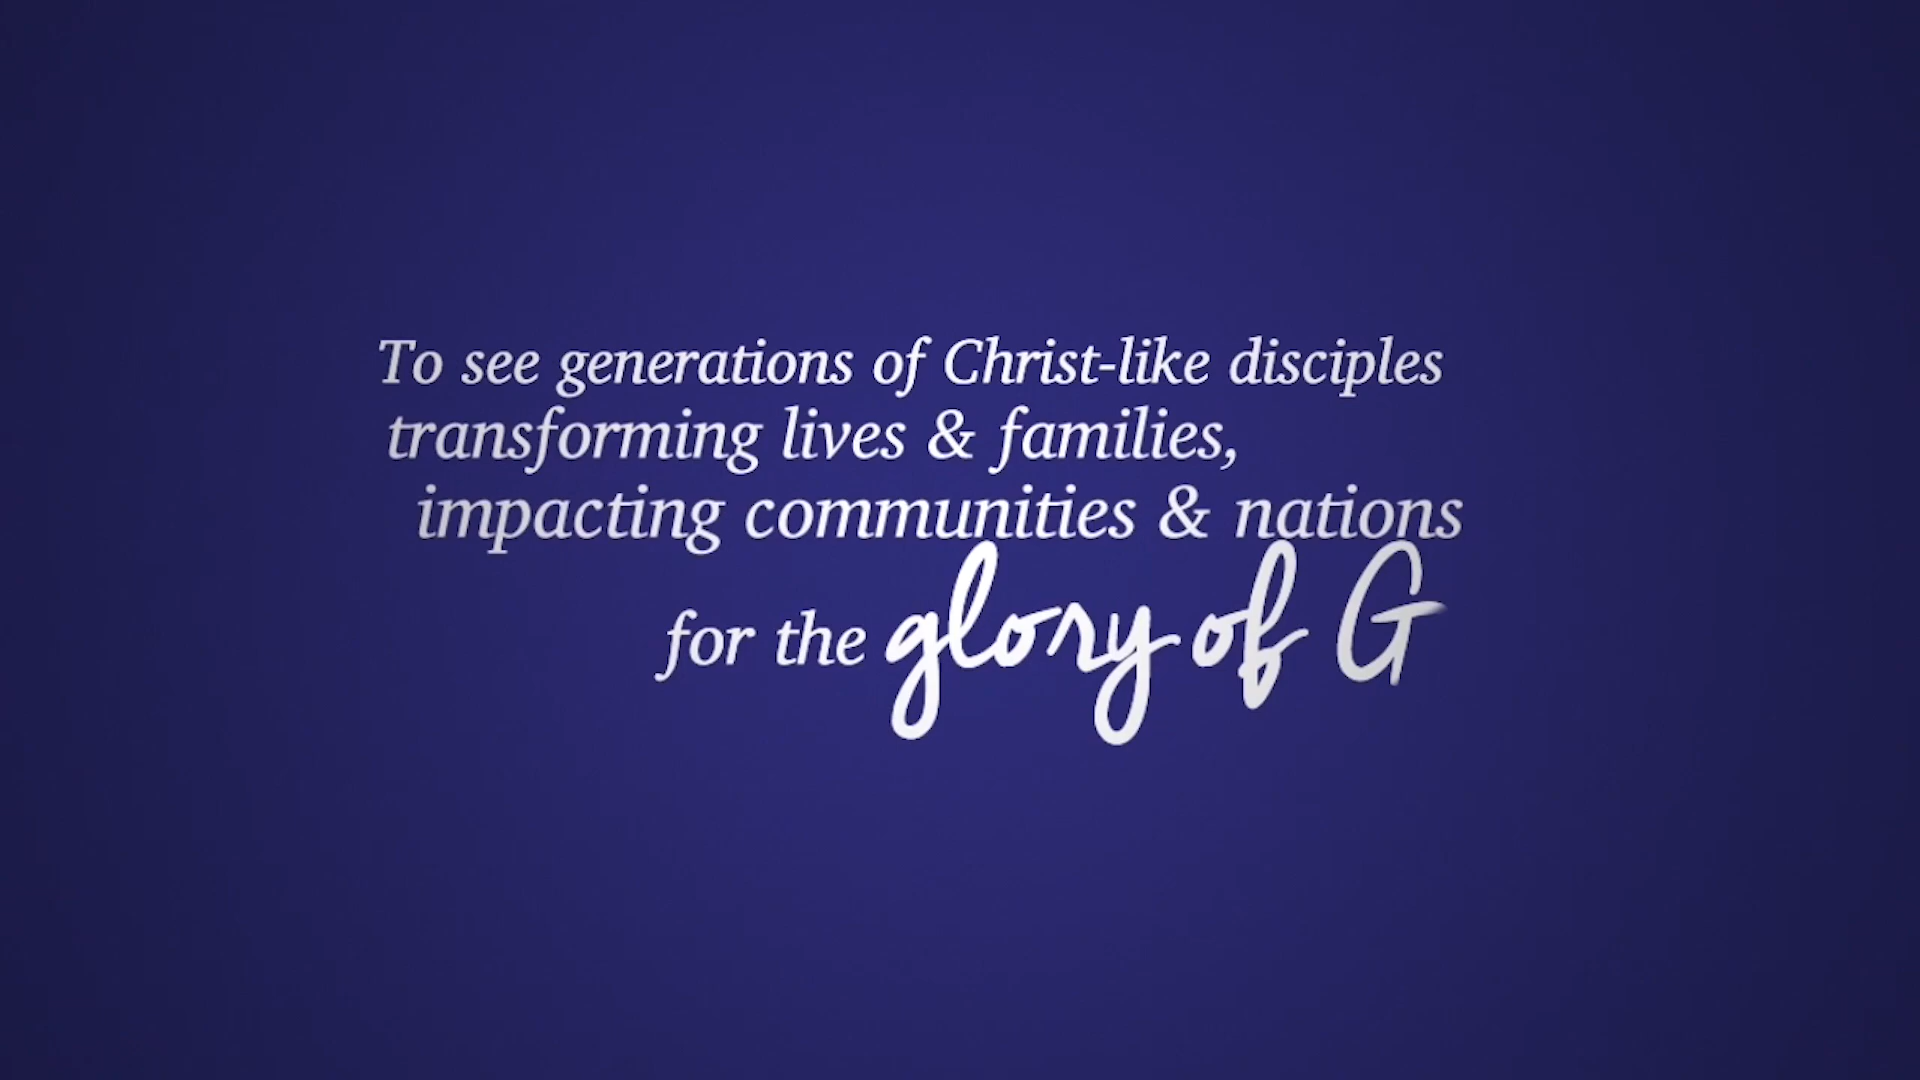 To see generations of Christ-like disciples
transforming lives & families,
impacting communities & nations
for the glory of G